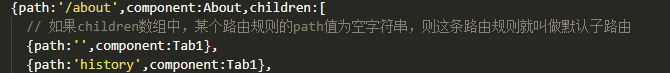 {path:'/about',component:About,children:[
// 如果children数组中，某个路由规则的path值为空字符串，则这条路由规则就叫做默认子路由
{path:'',component:Tab1},
{path:'history',component:Tab1},